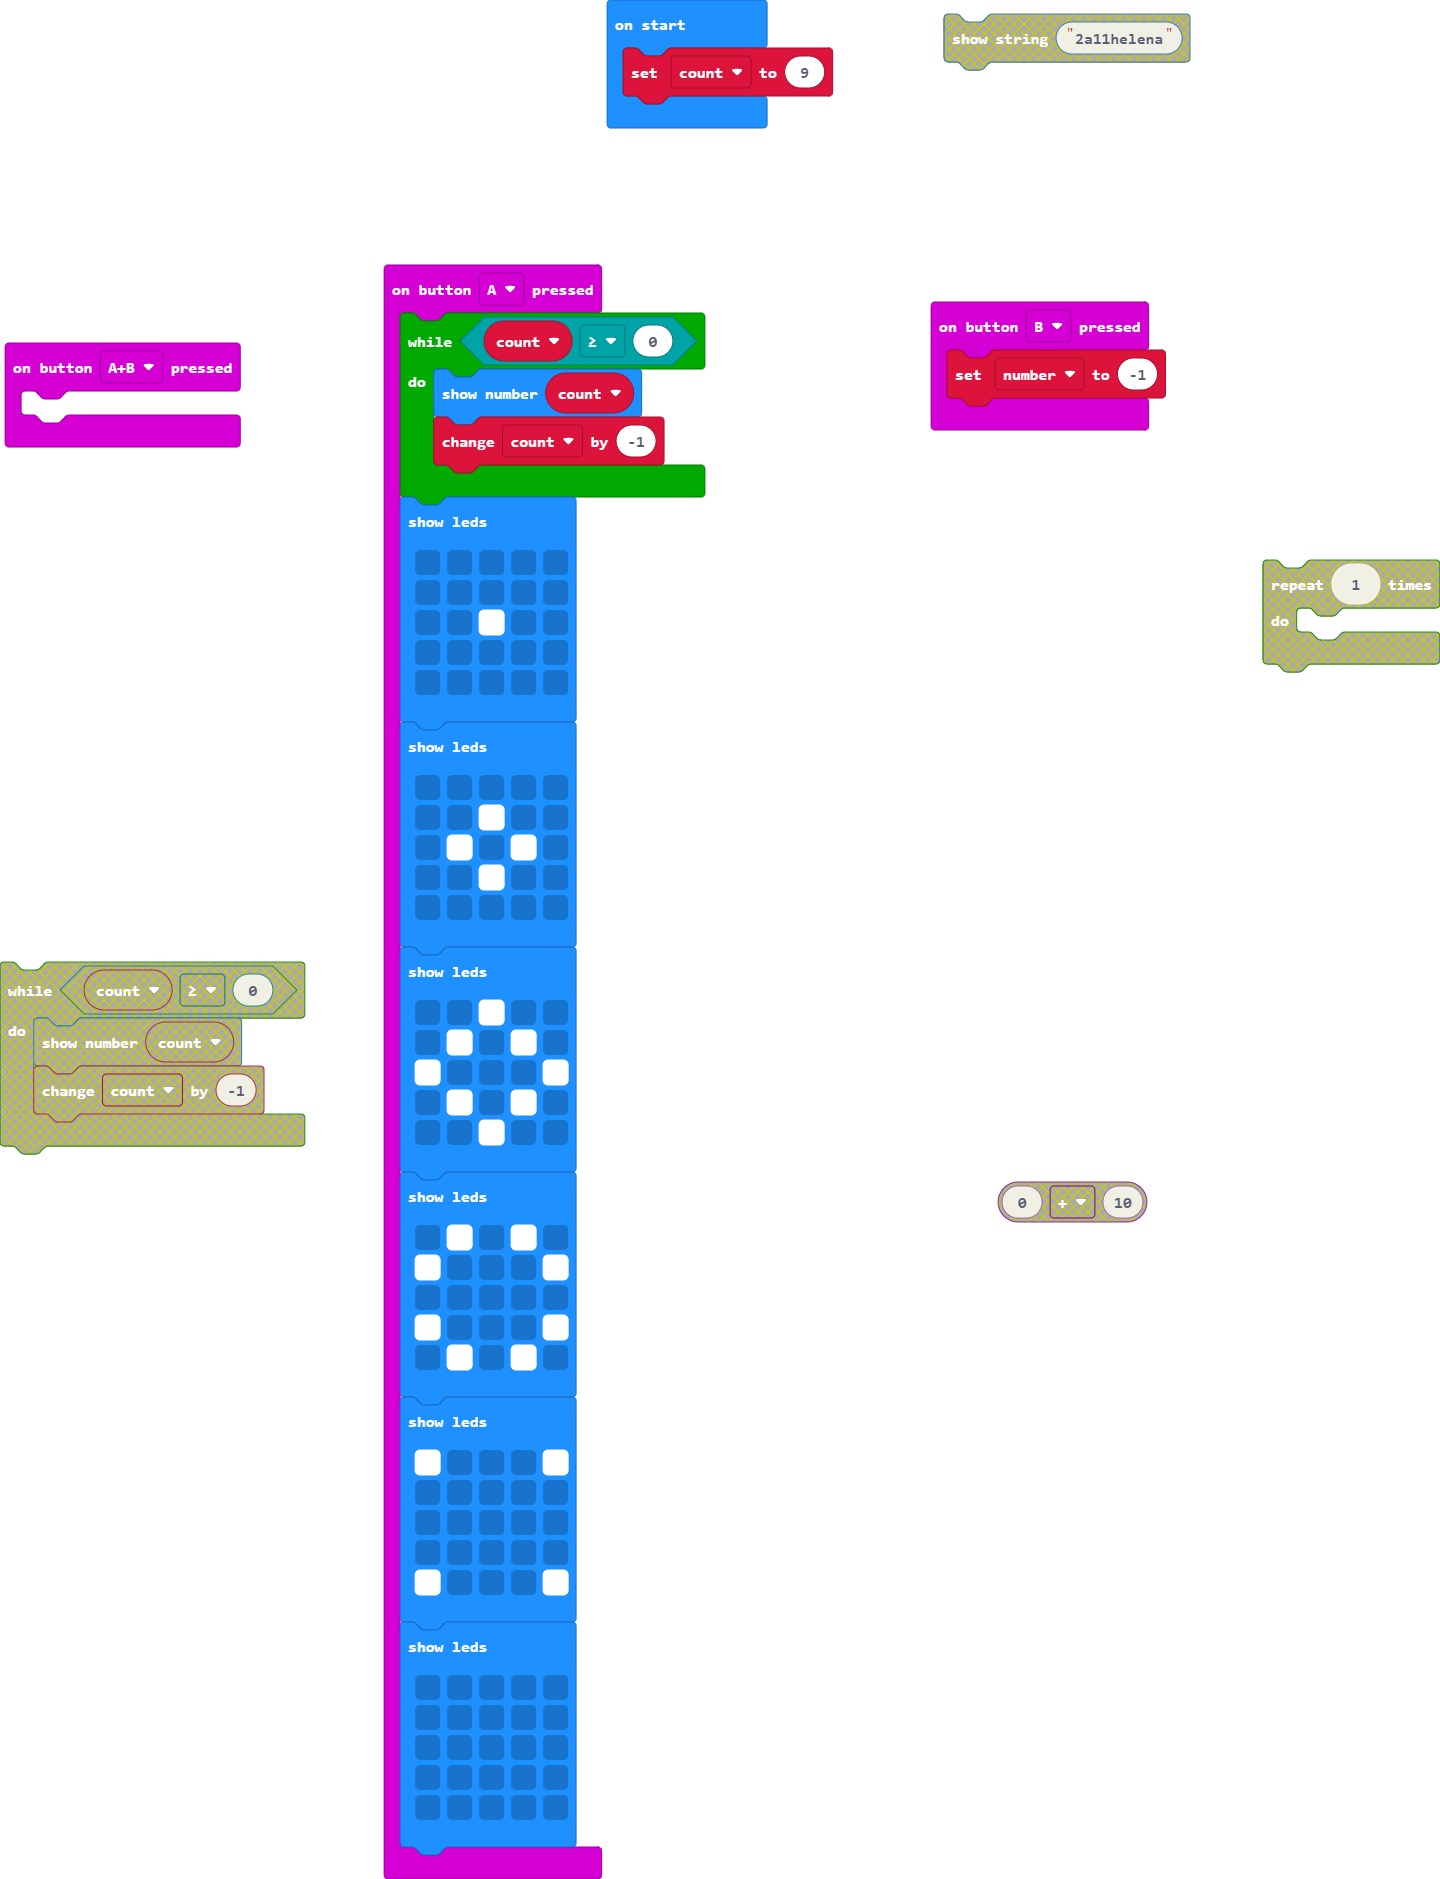 on start
set count to 9
show string "2a11helena"
on button A+B pressed
on button A pressed
while count ≥ 0
do
show number count
change count by -1
show leds
show leds
show leds
show leds
show leds
show leds
on button B pressed
set number to -1
repeat 1 times
do
while count ≥ 0
do
show number count
change count by -1
0 + 10